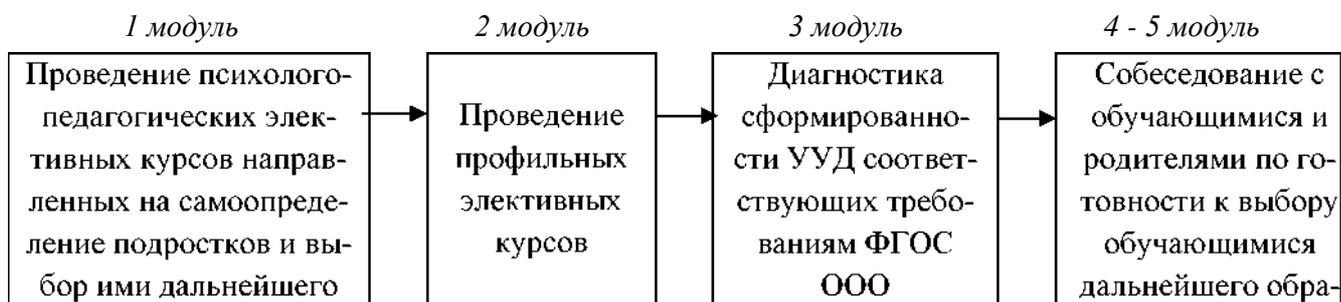 1 модуль
2 модуль
3 модуль
4 - 5 модуль
Проведение психолого-
педагогических элек-
тивных курсов направ-
ленных на самоопреде-
ление подростков и вы-
бор ими дальнейшего
Проведение
профильных
элективных
курсов
Диагностика
сформированно-
сти УУД соответ-
ствующих требо-
ваниям ФГОС
ООО
Собеседование с
обучающимися и
родителями по го-
товности к выбору
обучающимися
дальнейшего обра-